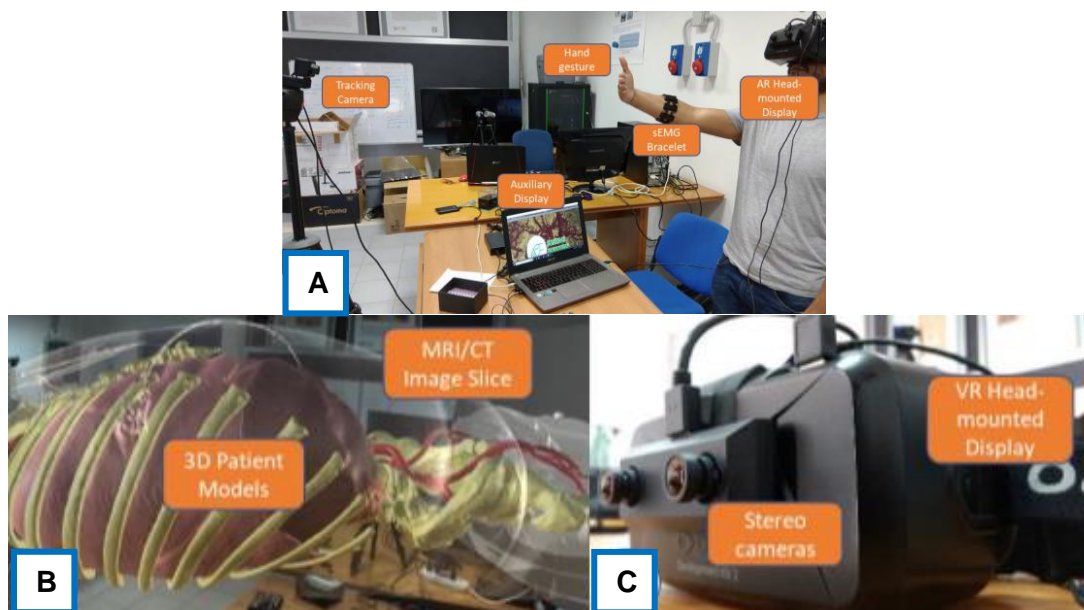 Hand
gesture
Tracking
Camera
AR Head-
mounted
Display
sEMG
Bracelet
Auxiliary
Display
A
MRI/CT
Image Slice
3D Patient
Models
B
VR Head-
mounted
Display
Stereo
cameras
C